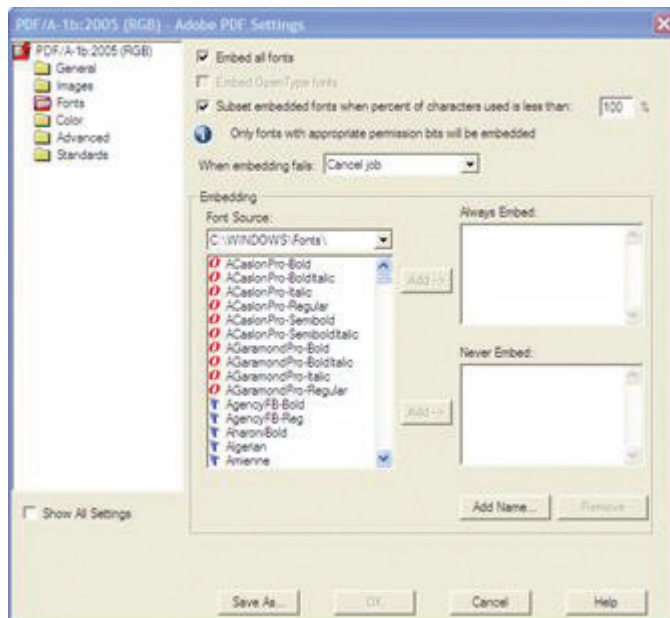 PDF/A-1b:2005 (RGB) - Adobe PDF Settings
PDF/A-1b:2005 (RGB)
General
Images
Fonts
Color
Advanced
Standards
Show All Settings
Embed all fonts
Embed OpenType fonts
Subset embedded fonts when percent of characters used is less than: 100 %
Only fonts with appropriate permission bits will be embedded
When embedding fails: Cancel job
Embedding
Font Source:
C:\WINDOWS\Fonts\
ACaslonPro-Bold
ACaslonPro-BoldItalic
ACaslonPro-Italic
ACaslonPro-Regular
ACaslonPro-Semibold
ACaslonPro-SemiboldItalic
AGaramondPro-Bold
AGaramondPro-BoldItalic
AGaramondPro-Italic
AGaramondPro-Regular
AgencyFB-Bold
AgencyFB-Reg
AharoniBold
Algerian
Amienne
Add ->
Add ->
Always Embed:
Never Embed:
Add Name...
Remove
Save As...
OK
Cancel
Help